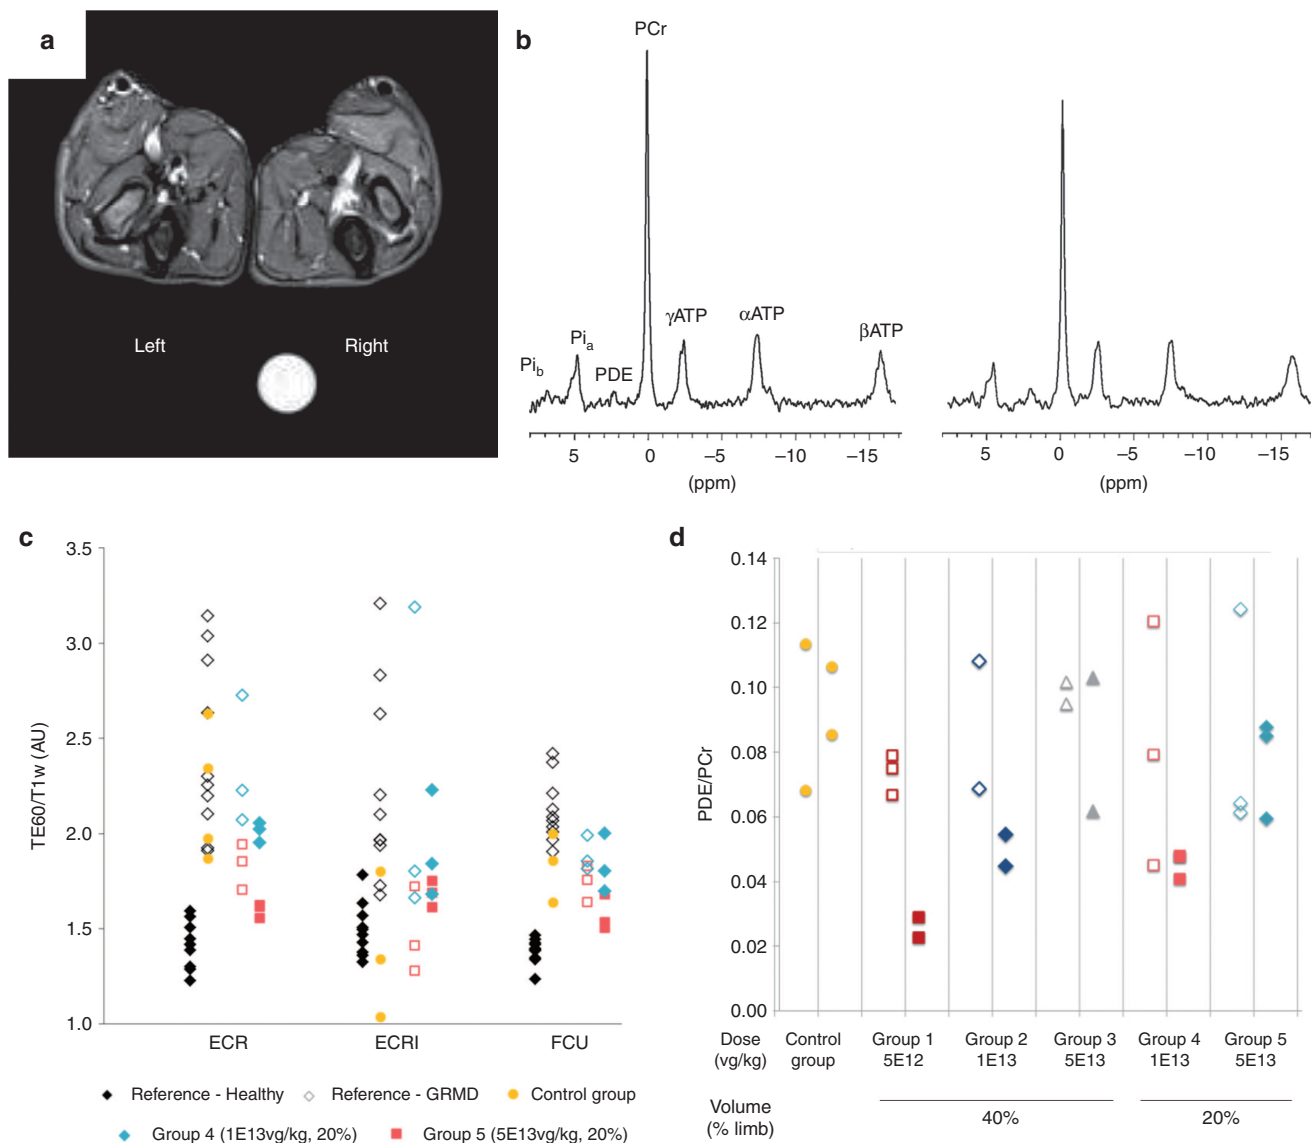 a
Left Right
b
PCr
Pi_b Pi_a PDE γATP αATP βATP
5 0 –5 –10 –15
(ppm)
5 0 –5 –10 –15
(ppm)
c
TE60/T1w (AU)
3.5
3.0
2.5
2.0
1.5
1.0
ECR ECRI FCU
Reference - Healthy Reference - GRMD Control group
Group 4 (1E13vg/kg, 20%) Group 5 (5E13vg/kg, 20%)
d
PDE/PCr
0.14
0.12
0.10
0.08
0.06
0.04
0.02
0.00
Dose Control Group 1 Group 2 Group 3 Group 4 Group 5
(vg/kg) group 5E12 1E13 5E13 1E13 5E13
Volume 40% 20%
(% limb)